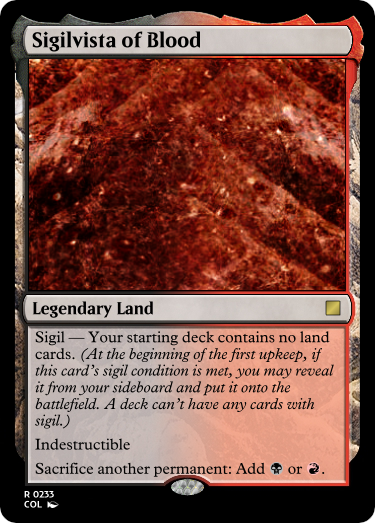 Sigilvista of Blood
Legendary Land
Sigil — Your starting deck contains no land
cards. (At the beginning of the first upkeep, if
this card's sigil condition is met, you may reveal
it from your sideboard and put it onto the
battlefield. A deck can't have any cards with
sigil.)
Indestructible
Sacrifice another permanent: Add or .
R 0233
COL